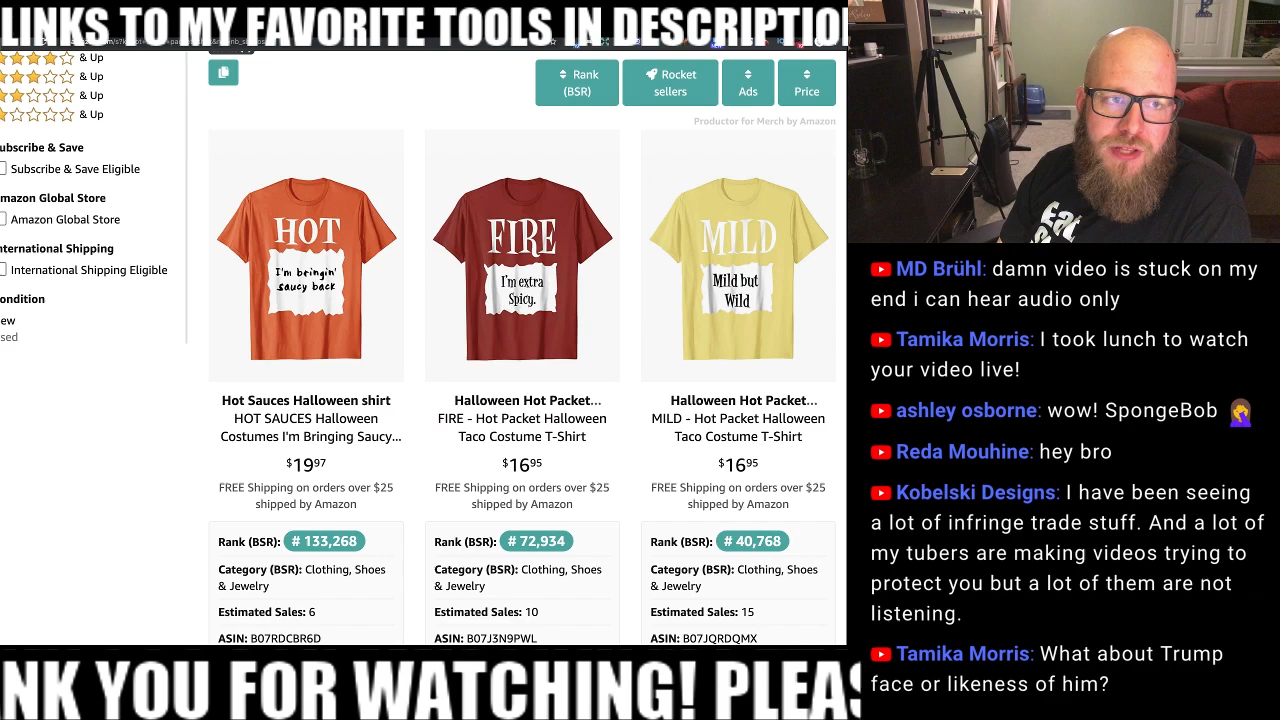 LINKS TO MY FAVORITE TOOLS IN DESCRIPTIO
& Up
& Up
& Up
& Up
ubscribe & Save
Subscribe & Save Eligible
mazon Global Store
Amazon Global Store
nternational Shipping
International Shipping Eligible
ondition
ew
sed
Rank (BSR)
Rocket sellers
Ads
Price
Productor for Merch by Amazon
HOT
I'm bringin'
saucy back
FIRE
I'm extra
Spicy.
MILD
Mild but
Wild
Hot Sauces Halloween shirt
HOT SAUCES Halloween
Costumes I'm Bringing Saucy...
$19.97
FREE Shipping on orders over $25
shipped by Amazon
Rank (BSR): # 133,268
Category (BSR): Clothing, Shoes
& Jewelry
Estimated Sales: 6
ASIN: B07RDCBR6D
Halloween Hot Packet...
FIRE - Hot Packet Halloween
Taco Costume T-Shirt
$16.95
FREE Shipping on orders over $25
shipped by Amazon
Rank (BSR): # 72,934
Category (BSR): Clothing, Shoes
& Jewelry
Estimated Sales: 10
ASIN: B07J3N9PWL
Halloween Hot Packet...
MILD - Hot Packet Halloween
Taco Costume T-Shirt
$16.95
FREE Shipping on orders over $25
shipped by Amazon
Rank (BSR): # 40,768
Category (BSR): Clothing, Shoes
& Jewelry
Estimated Sales: 15
ASIN: B07JQRDQMX
MD Brühl: damn video is stuck on my
end i can hear audio only
Tamika Morris: I took lunch to watch
your video live!
ashley osborne: wow! SpongeBob 🤦
Reda Mouhine: hey bro
Kobelski Designs: I have been seeing
a lot of infringe trade stuff. And a lot of
my tubers are making videos trying to
protect you but a lot of them are not
listening.
Tamika Morris: What about Trump
face or likeness of him?
NK YOU FOR WATCHING! PLEAS